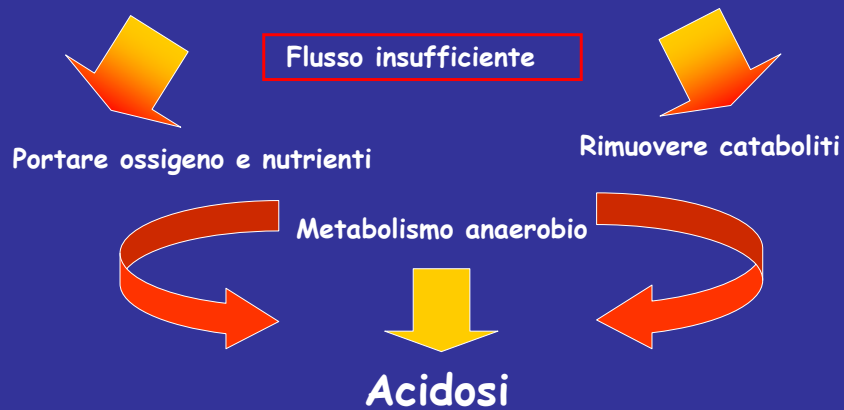 Flusso insufficiente
Portare ossigeno e nutrienti
Rimuovere cataboliti
Metabolismo anaerobio
Acidosi